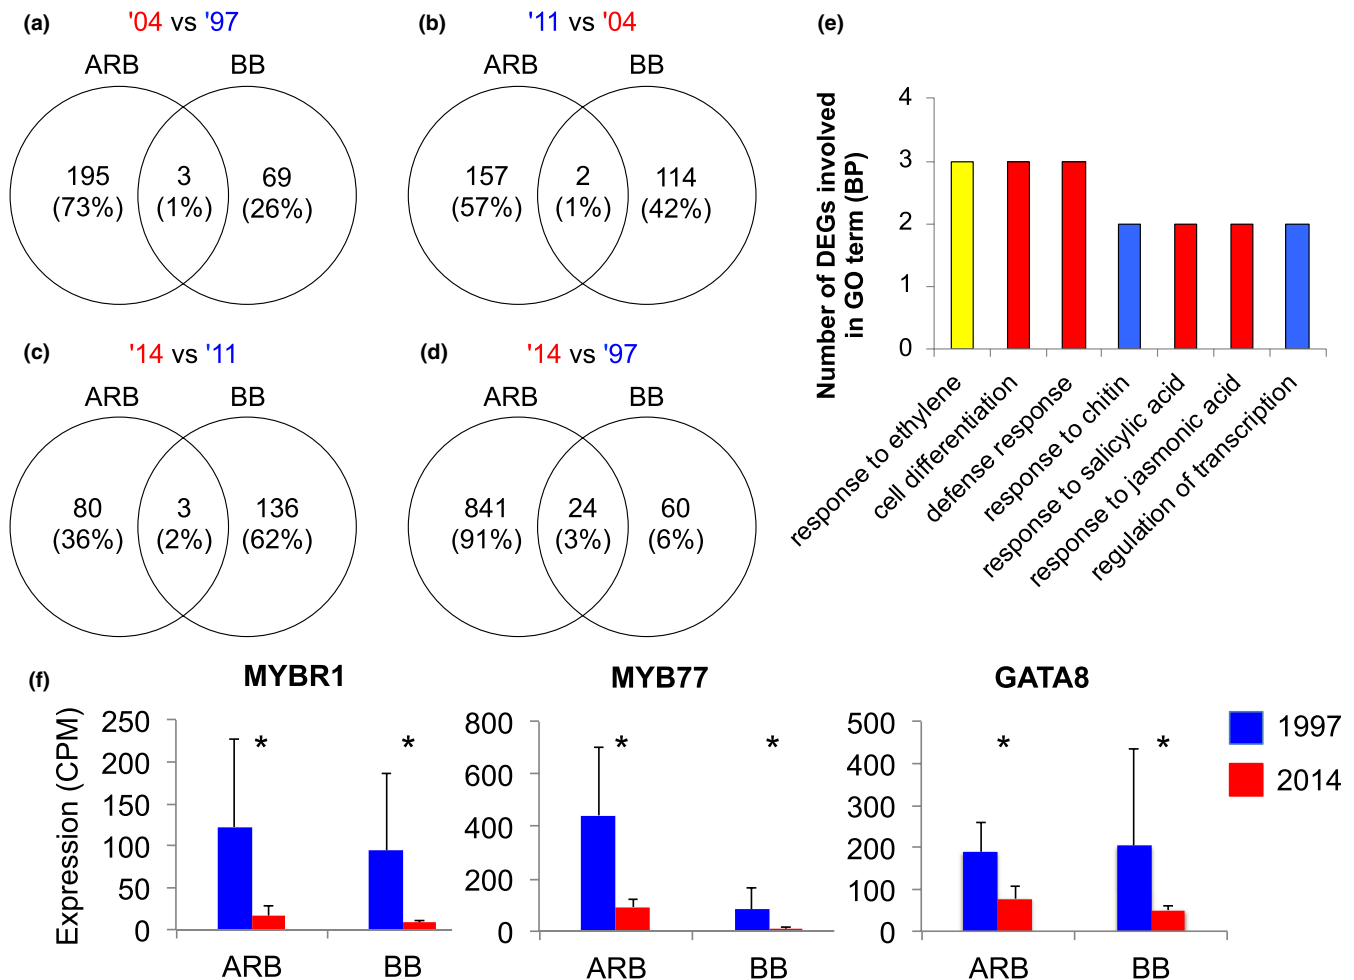 (a) '04 vs '97
ARB BB
195 (73%)
3 (1%)
69 (26%)
(b) '11 vs '04
ARB BB
157 (57%)
2 (1%)
114 (42%)
(c) '14 vs '11
ARB BB
80 (36%)
3 (2%)
136 (62%)
(d) '14 vs '97
ARB BB
841 (91%)
24 (3%)
60 (6%)
(e)
Number of DEGs involved
in GO term (BP)
4
3
2
1
0
response to ethylene
cell differentiation
defense response
response to chitin
response to salicylic acid
response to jasmonic acid
regulation of transcription
(f)
MYBR1
Expression (CPM)
250
200
150
100
50
0
* *
ARB BB
MYB77
800
600
400
200
0
* *
ARB BB
GATA8
500
400
300
200
100
0
* *
ARB BB
1997
2014